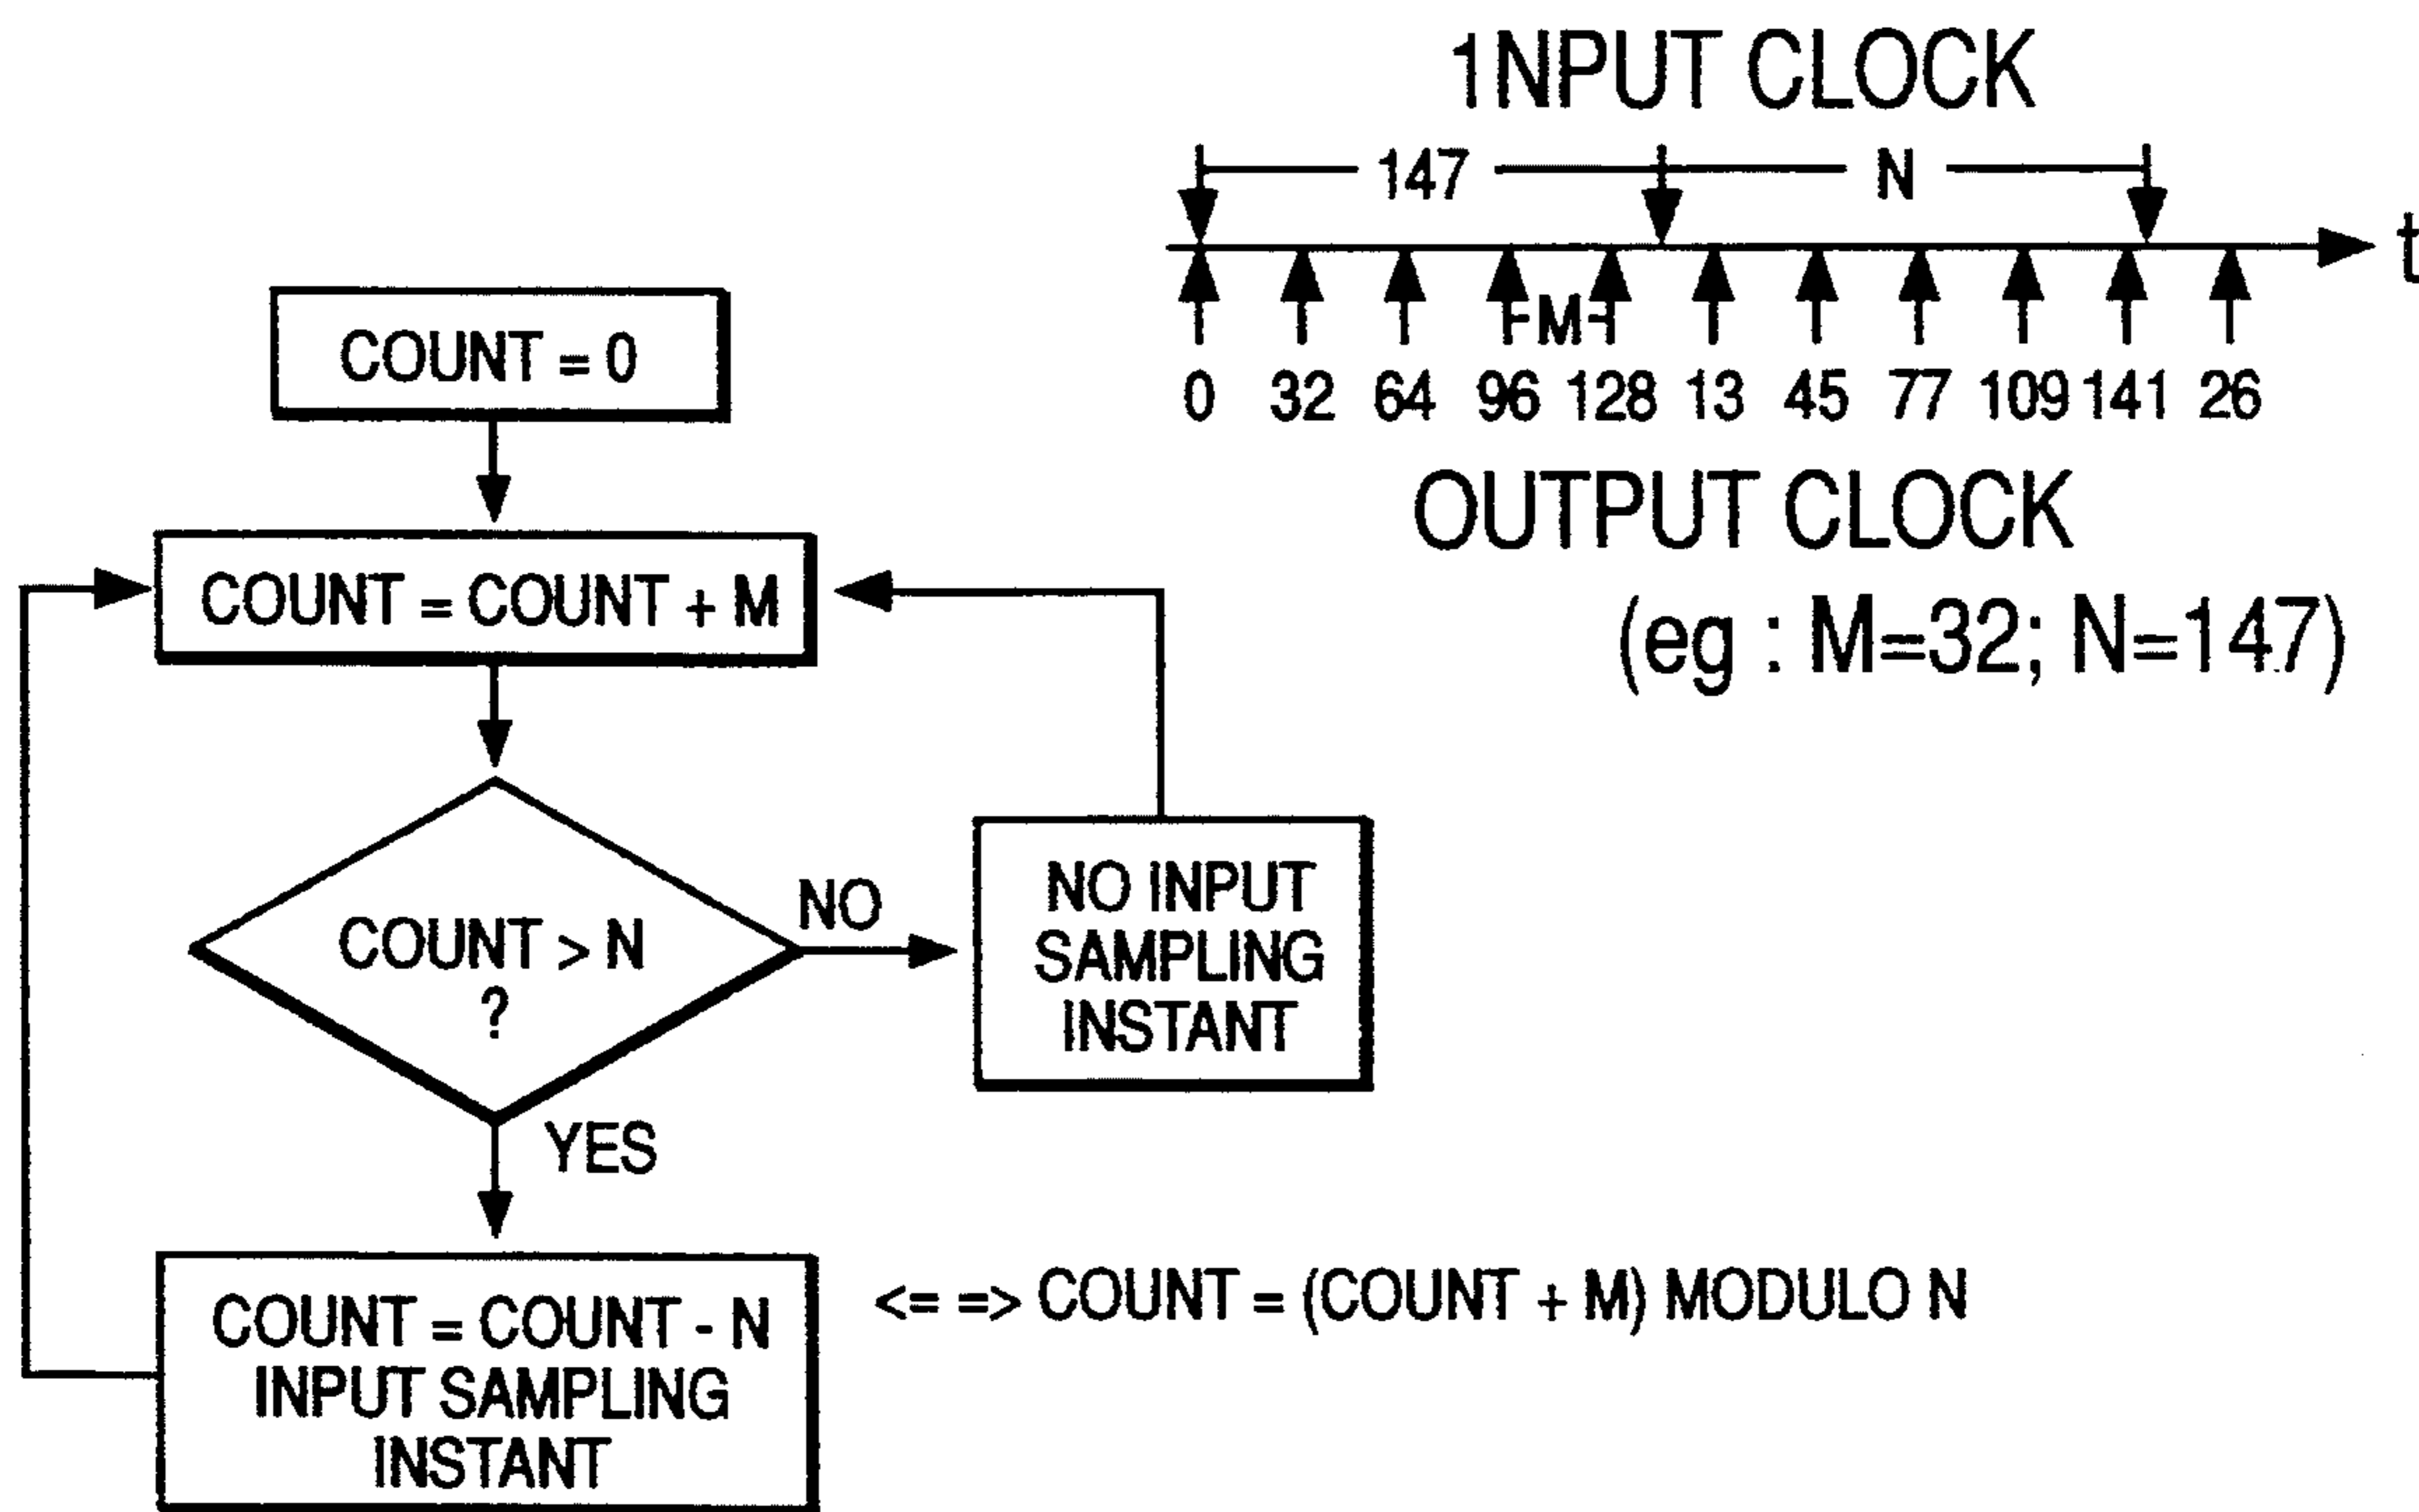 1NPUT CLOCK
147
N
t
M
0 32 64 96 128 13 45 77 109 141 26
OUTPUT CLOCK
(eg : M=32; N=147)
COUNT = 0
COUNT = COUNT + M
COUNT > N
?
NO
NO INPUT
SAMPLING
INSTANT
YES
COUNT = COUNT - N
INPUT SAMPLING
INSTANT
<= => COUNT = (COUNT + M) MODULO N